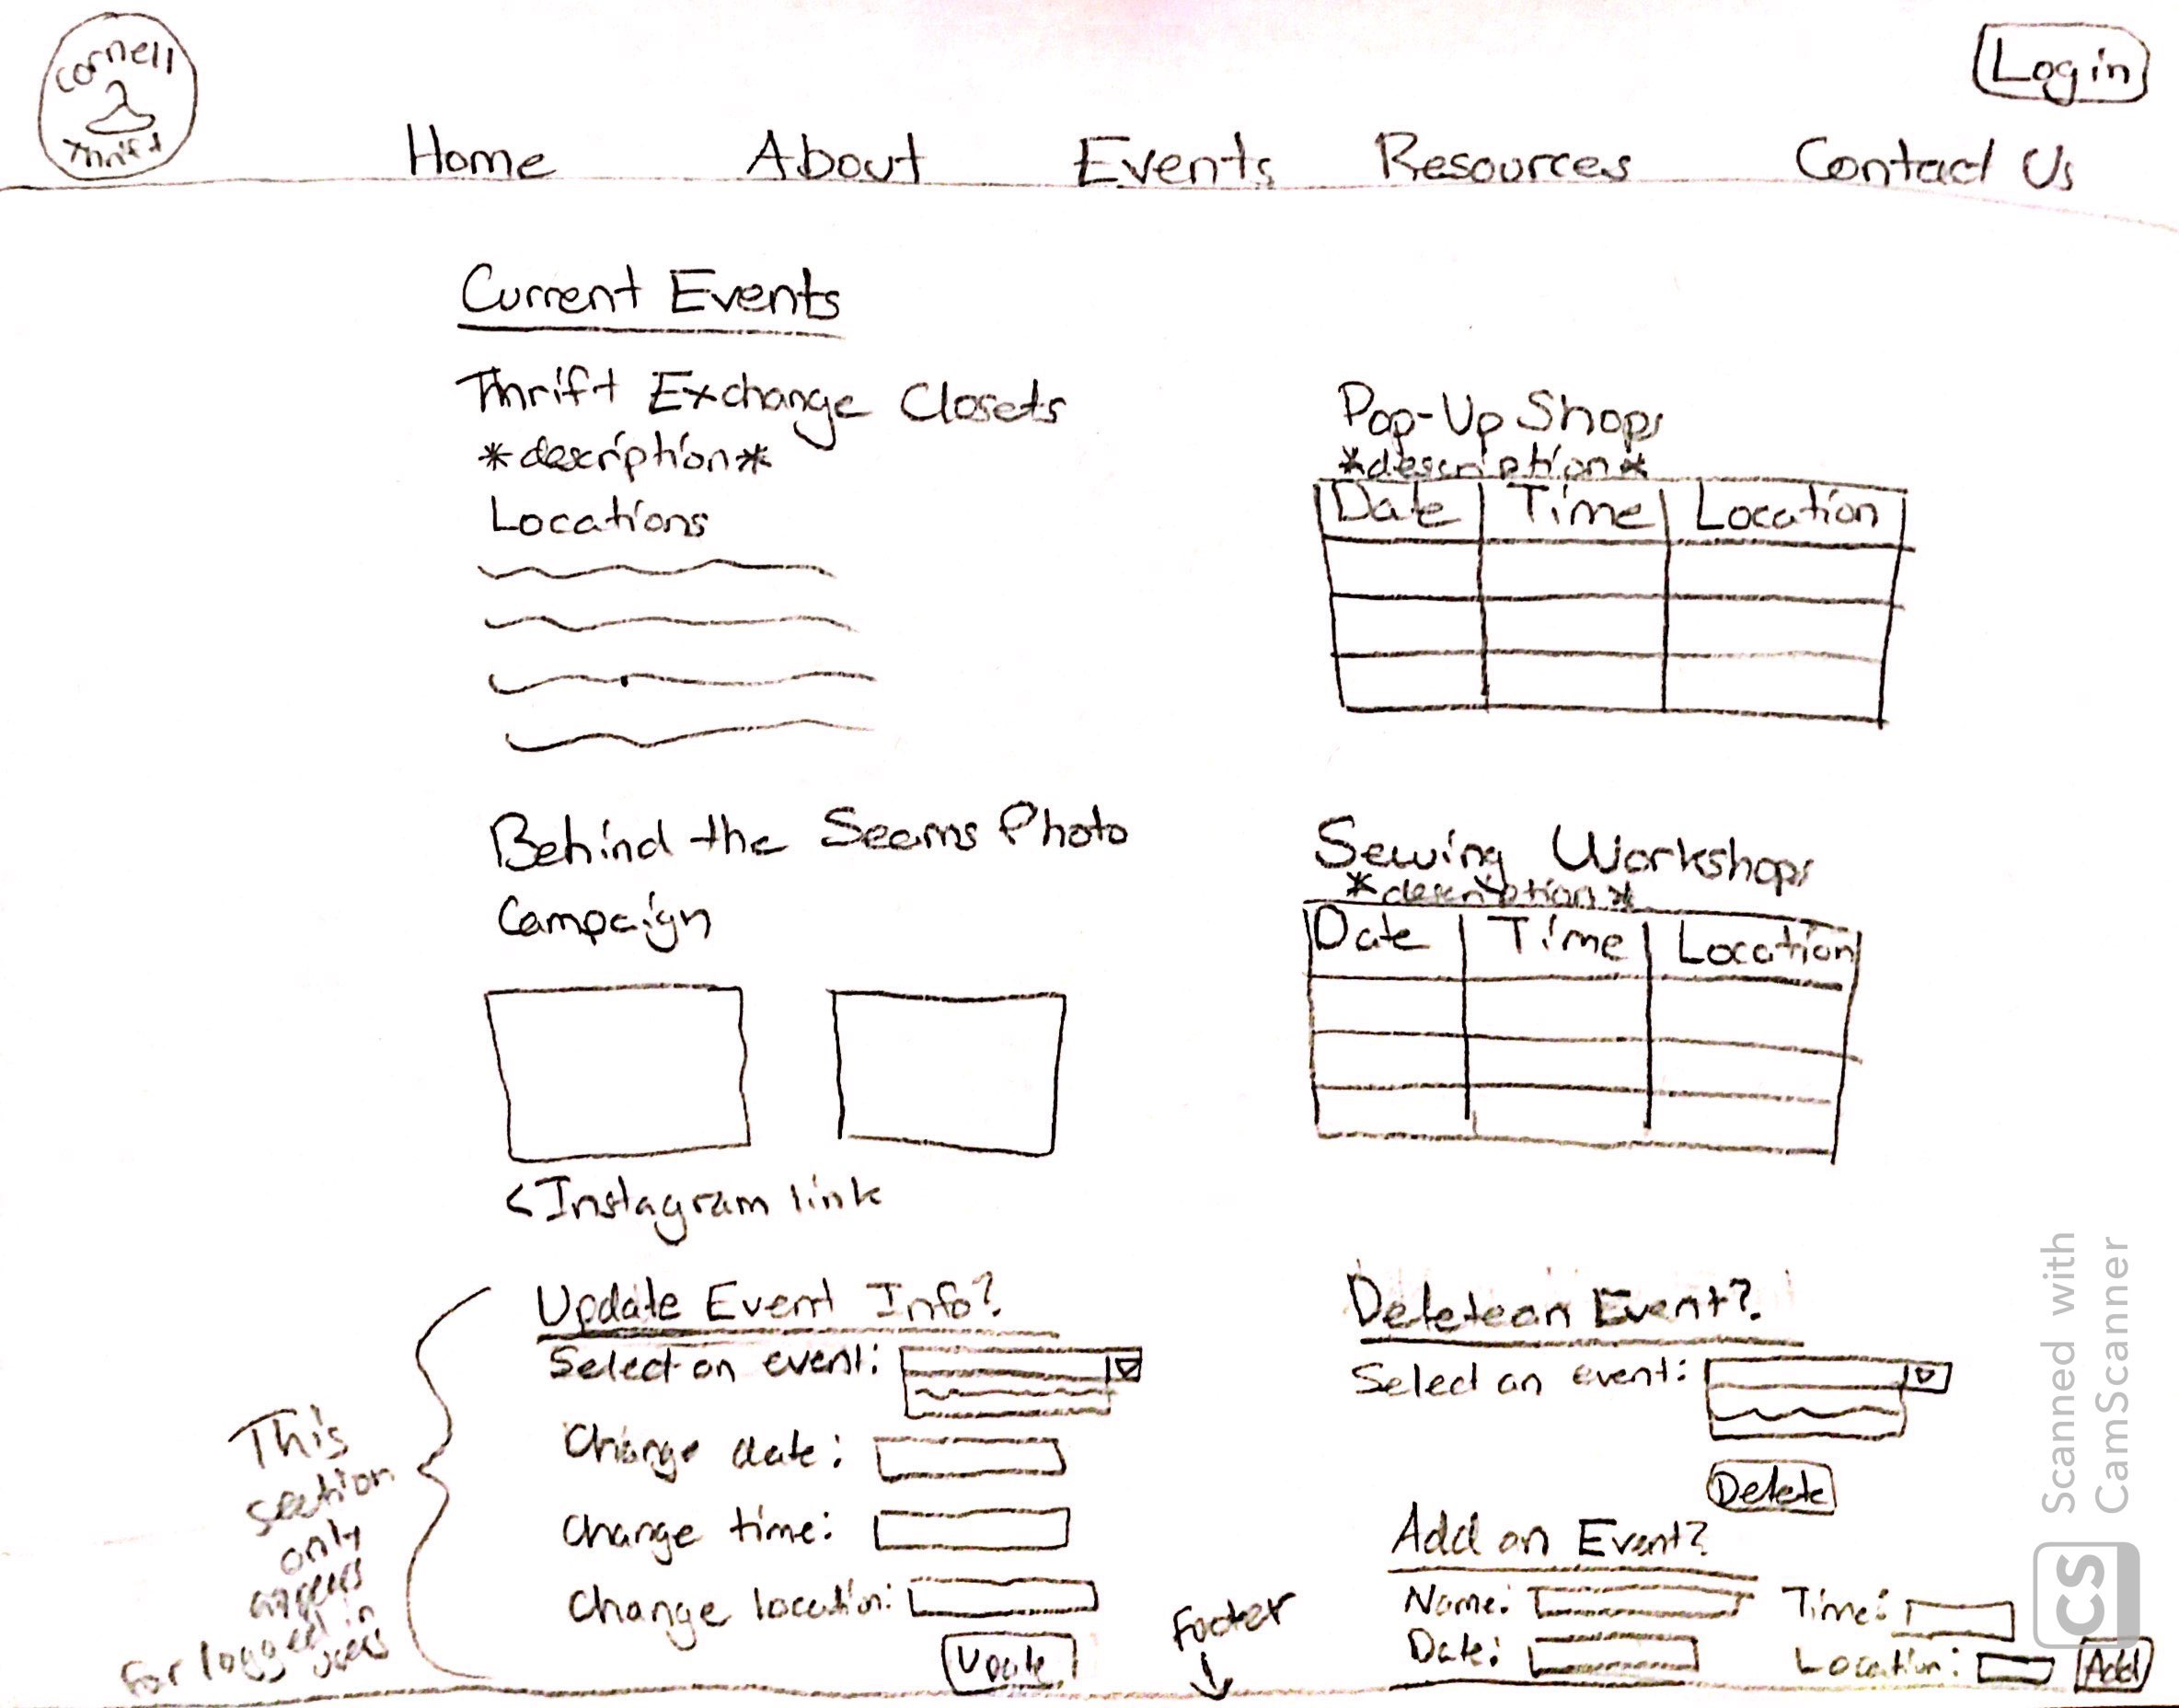 Cornell
Thrift
Login
Home About Events Resources Contact Us
Current Events
Thrift Exchange Closets
*description*
Locations
Pop-Up Shops
*description*
Date Time Location
Behind the Seams Photo
Campaign
<Instagram link
Sewing Workshops
*description*
Date Time Location
This
section
only
appears
for logged in
users
Update Event Info?
Select an event:
Change date:
Change time:
Change location:
Update
Delete an Event?
Select an event:
Delete
Add an Event?
Name: Time:
Date: Location: Add
Footer
Scanned with
CamScanner
CS